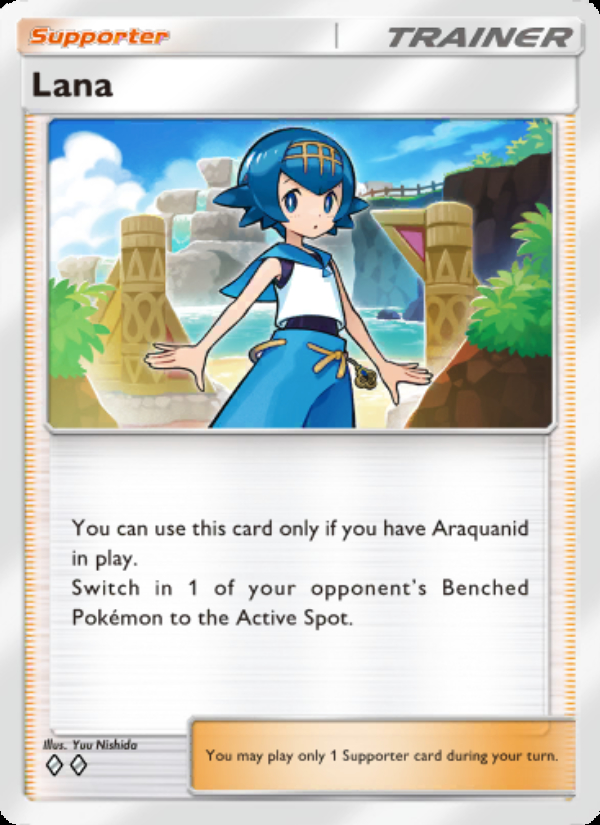 Supporter
TRAINER
Lana
You can use this card only if you have Araquanid
in play.
Switch in 1 of your opponent's Benched
Pokémon to the Active Spot.
Illus. Yuu Nishida
You may play only 1 Supporter card during your turn.